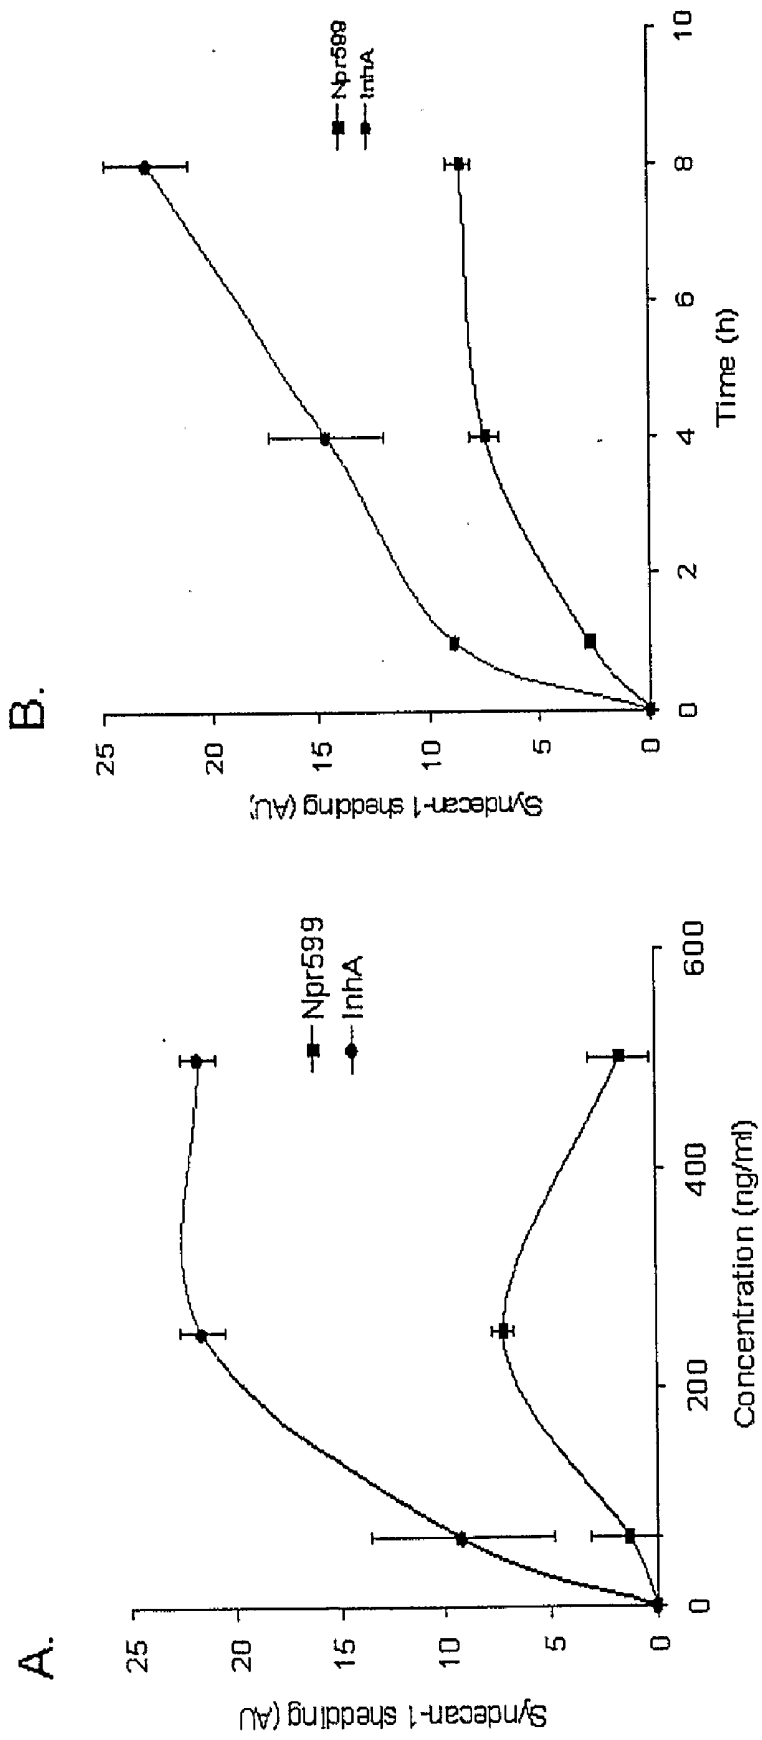 A.
Syndecan-1 shedding (AU
25
20
15
10
5
0
0
200
400
600
Concentration (ng/ml)
Npr599
InhA
B.
Syndecan-1 shedding (AU)
25
20
15
10
5
0
0
2
4
6
8
10
Time (h)
Npr599
InhA